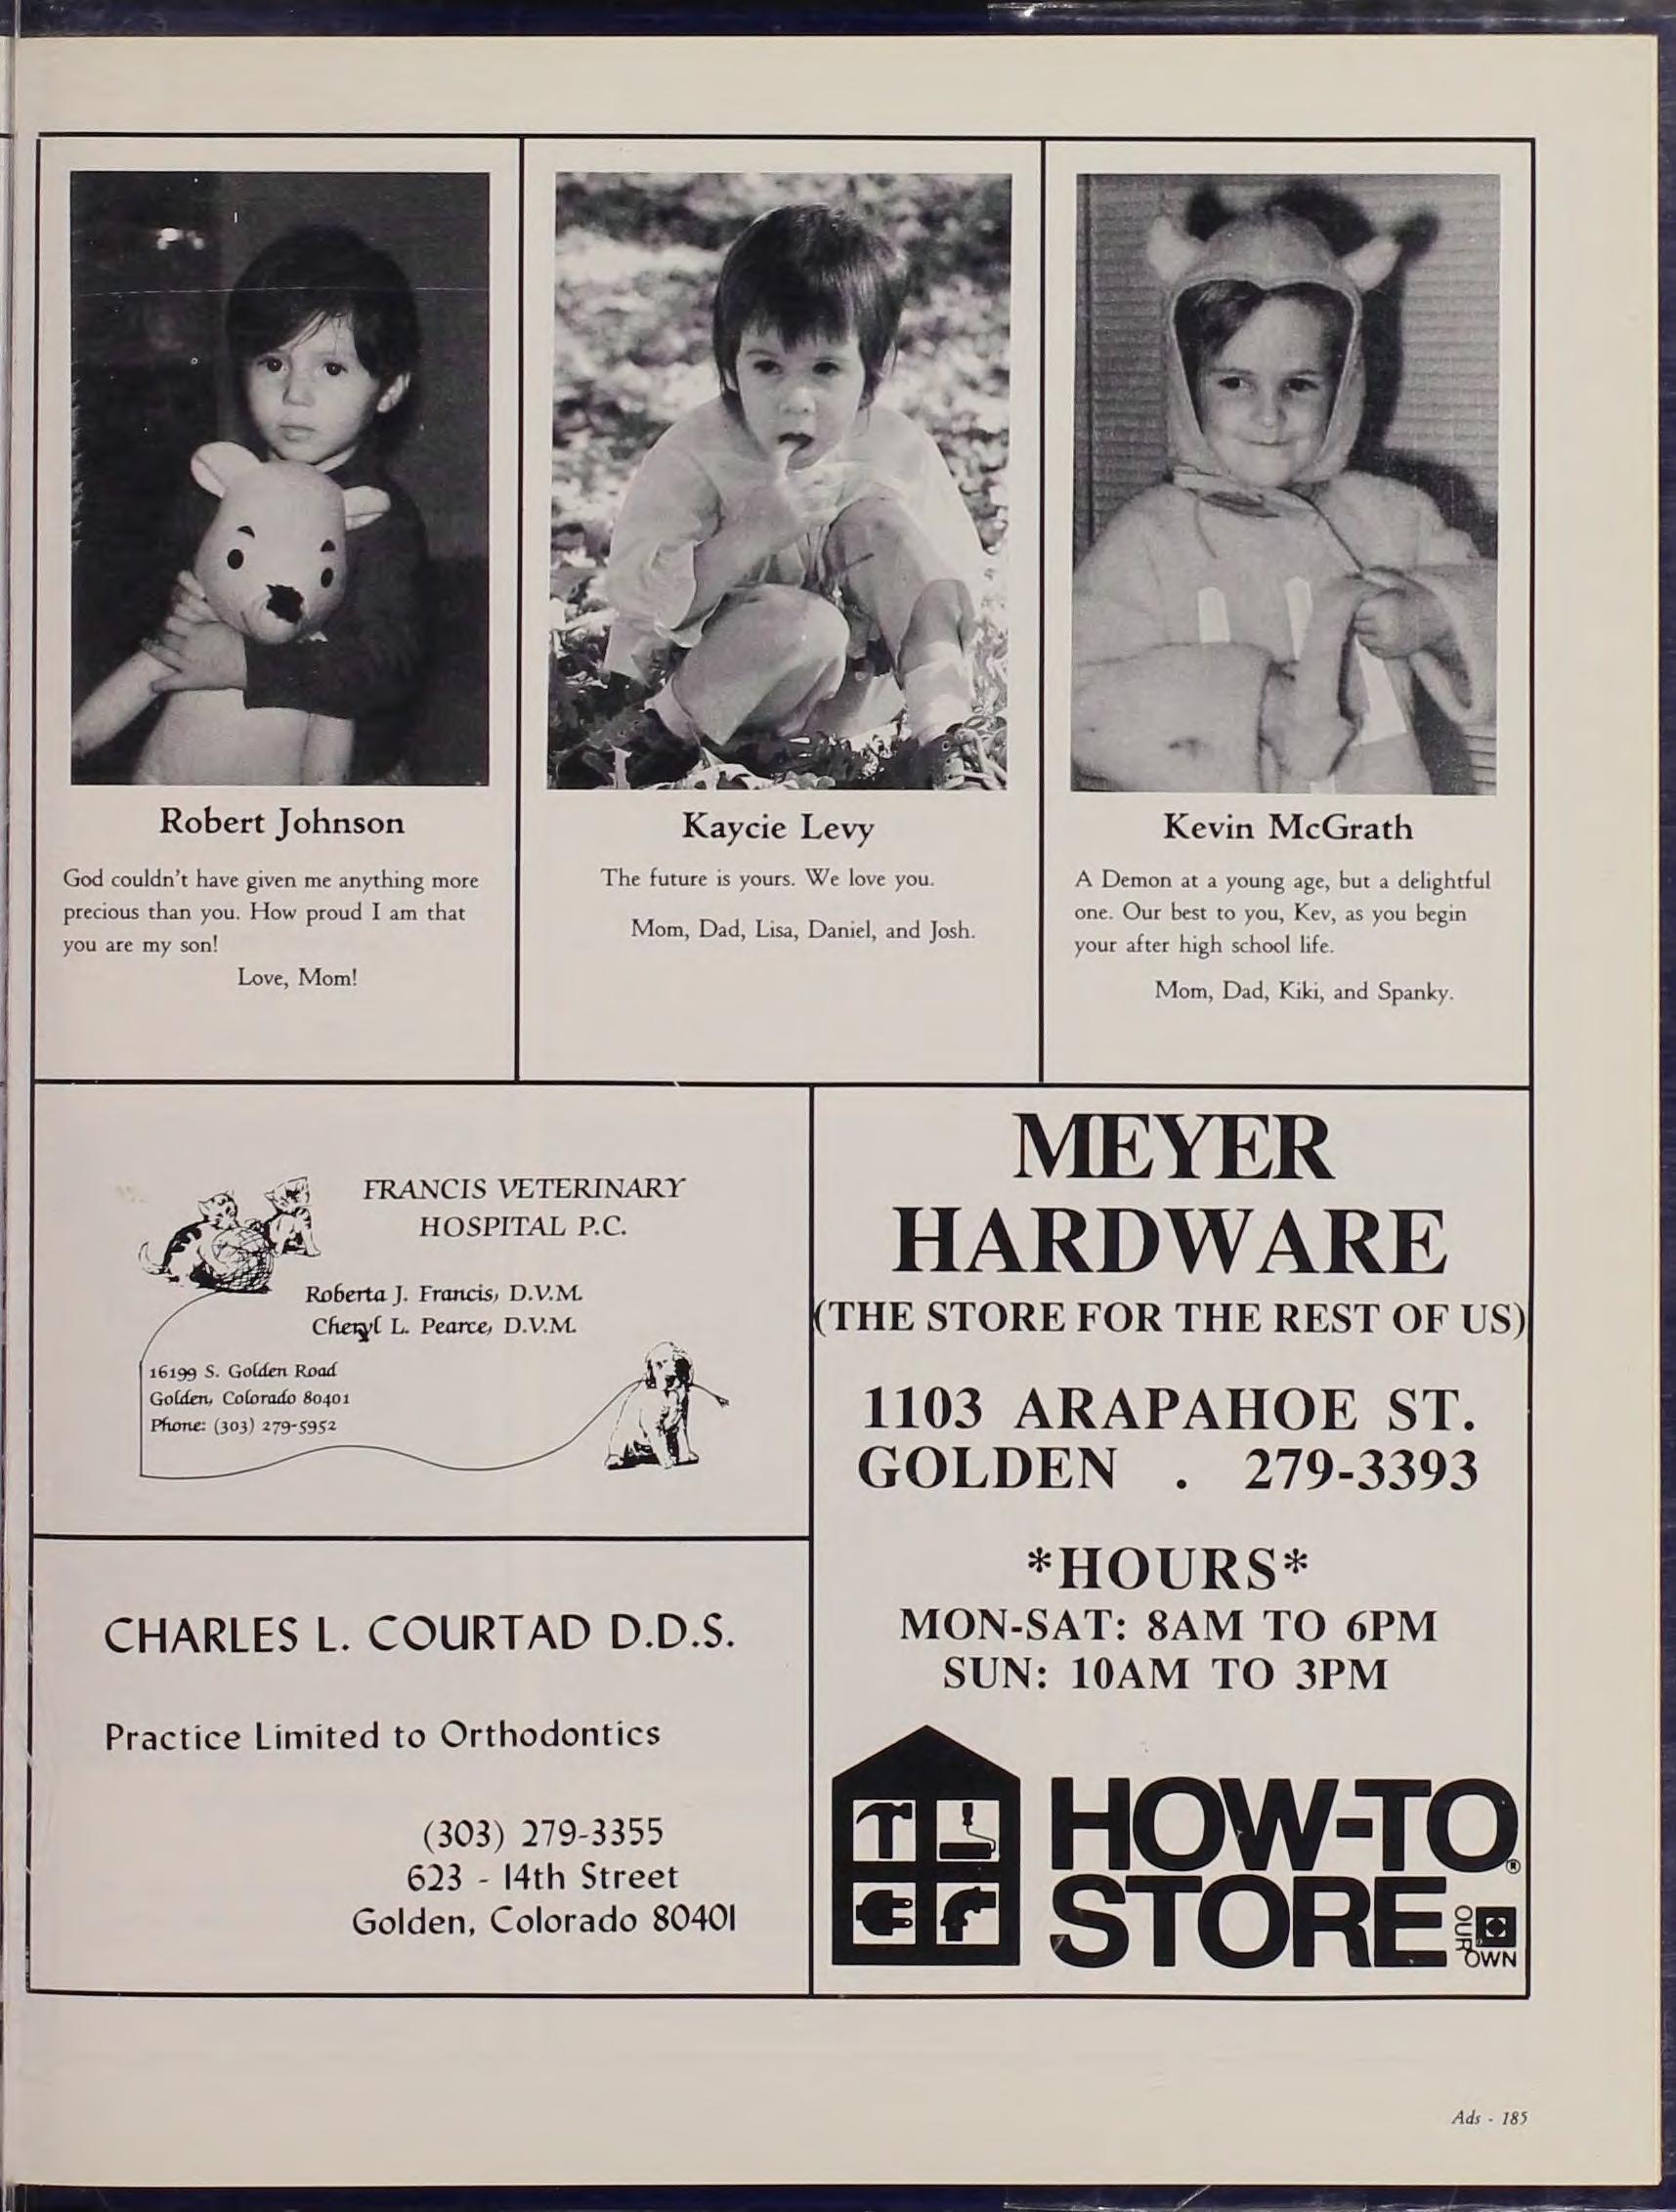 Robert Johnson
God couldn't have given me anything more
precious than you. How proud I am that
you are my son!
Love, Mom!
Kaycie Levy
The future is yours. We love you.
Mom, Dad, Lisa, Daniel, and Josh.
Kevin McGrath
A Demon at a young age, but a delightful
one. Our best to you, Kev, as you begin
your after high school life.
Mom, Dad, Kiki, and Spanky.
FRANCIS VETERINARY
HOSPITAL P.C.
Roberta J. Francis, D.V.M.
Cheryl L. Pearce, D.V.M.
16199 S. Golden Road
Golden, Colorado 80401
Phone: (303) 279-5952
CHARLES L. COURTAD D.D.S.
Practice Limited to Orthodontics
(303) 279-3355
623 - 14th Street
Golden, Colorado 80401
MEYER
HARDWARE
(THE STORE FOR THE REST OF US)
1103 ARAPAHOE ST.
GOLDEN . 279-3393
*HOURS*
MON-SAT: 8AM TO 6PM
SUN: 10AM TO 3PM
HOW-TO®
STORE
OUR OWN
Ads - 185